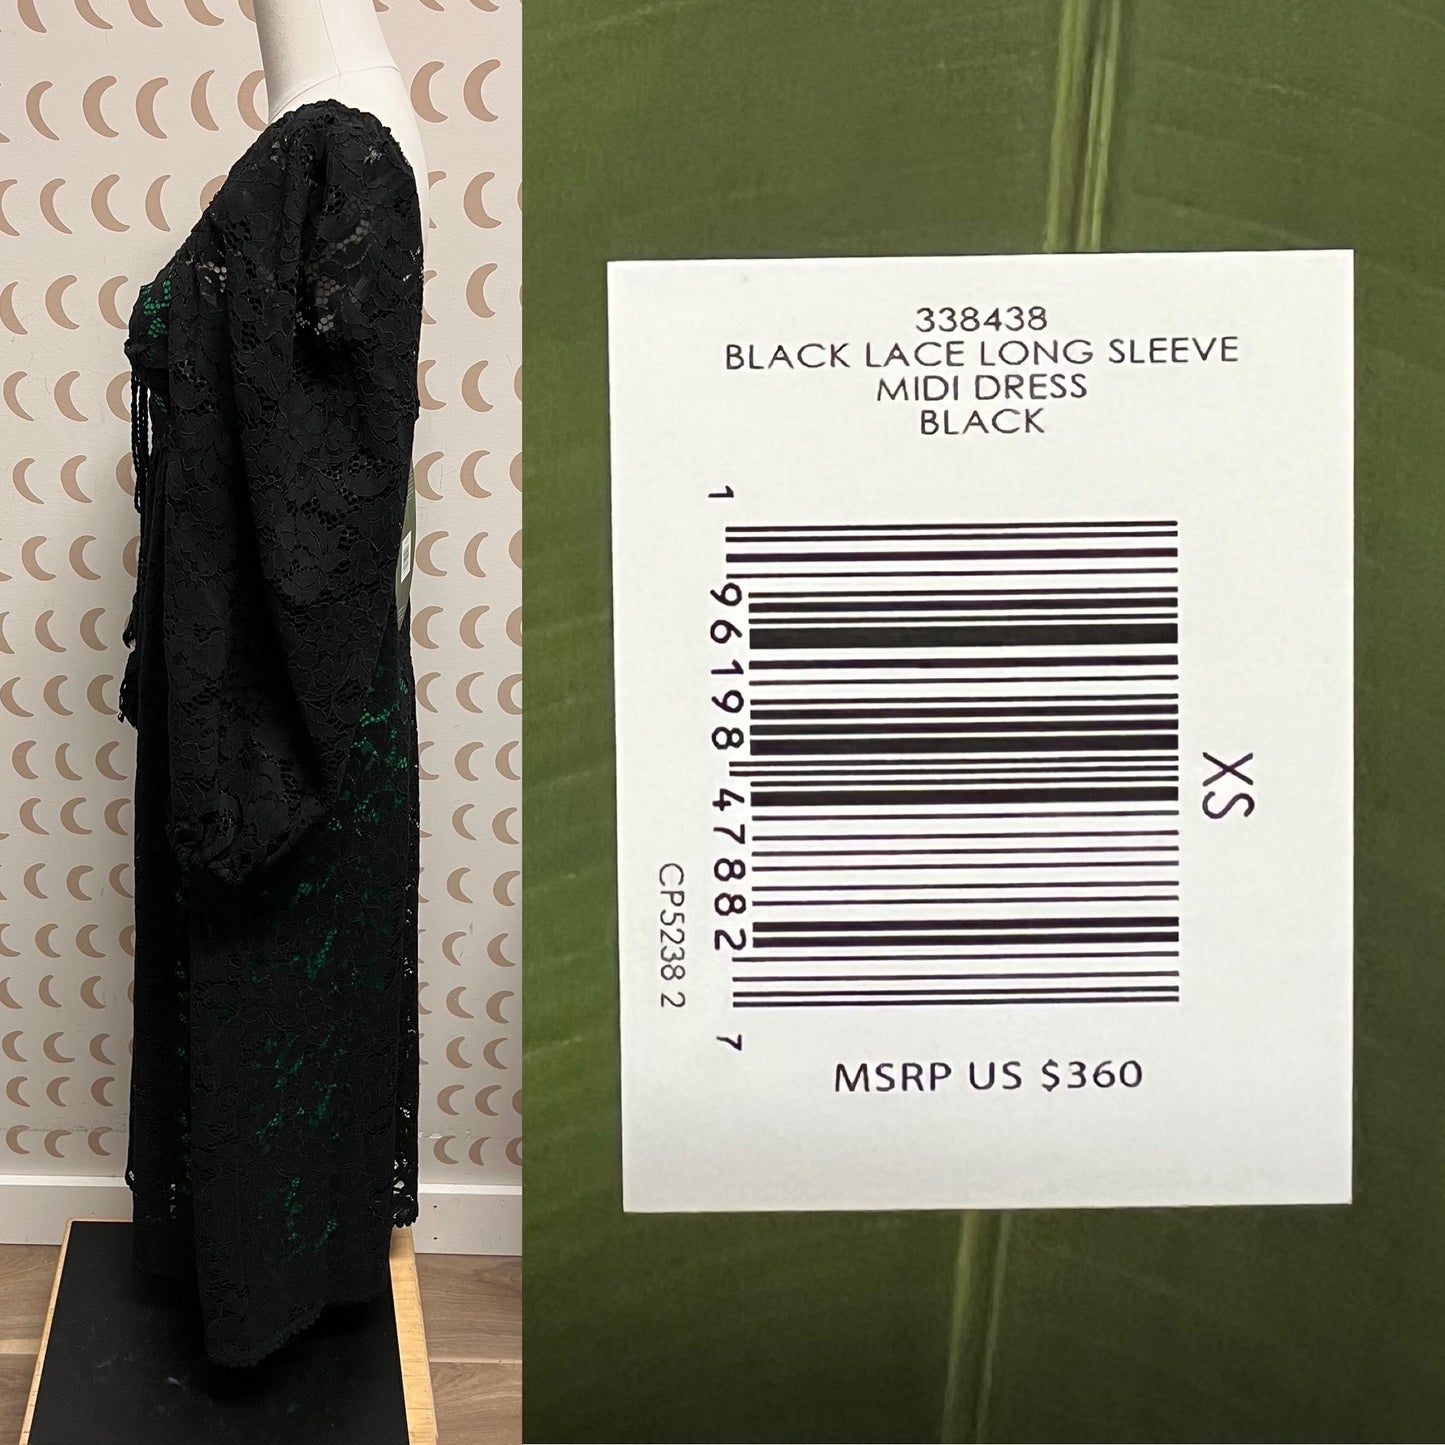 338438
BLACK LACE LONG SLEEVE
MIDI DRESS
BLACK
1 96198 47882 7
XS
CP5238 2
MSRP US $360